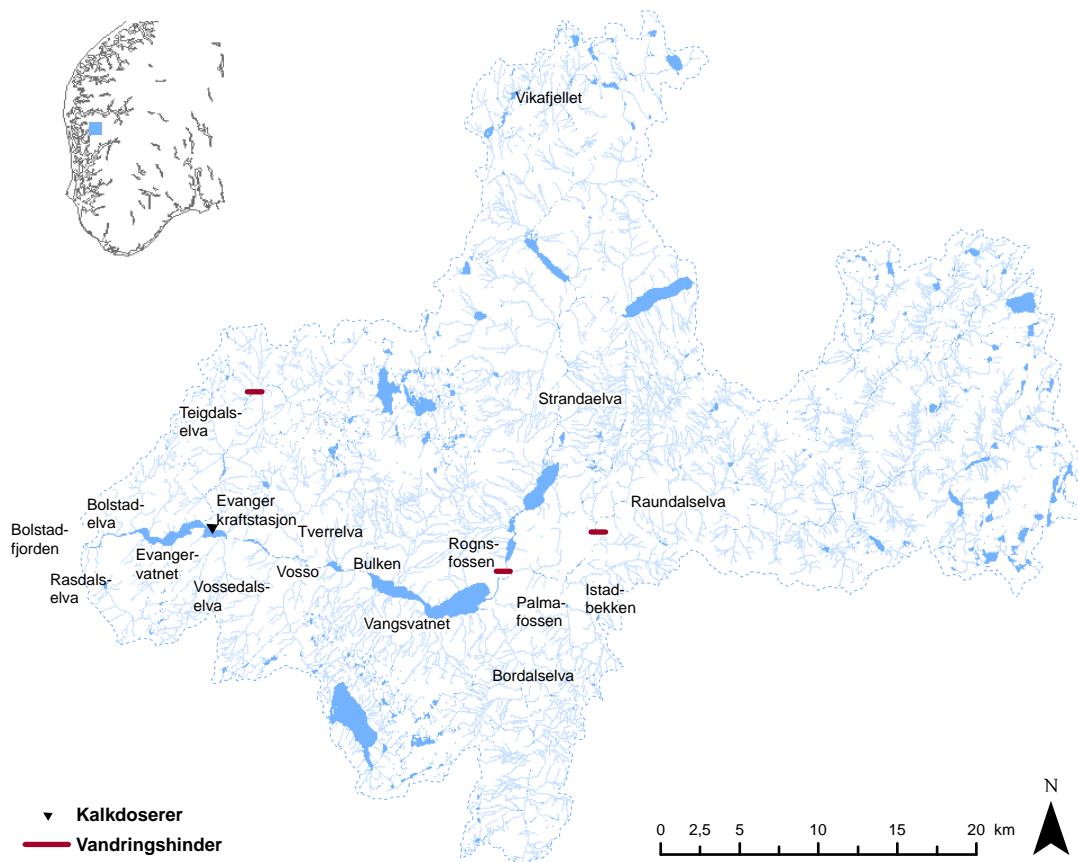 Vikafjellet
Strandaelva
Teigdals-
elva
Raundalselva
Bolstad-
elva
Evanger
kraftstasjon
Bolstad-
fjorden
Tverrelva
Rogns-
fossen
Evanger-
vatnet
Bulken
Vosso
Rasdals-
elva
Vossedals-
elva
Istad-
bekken
Palma-
fossen
Vangsvatnet
Bordalselva
N
Kalkdoserer
Vandringshinder
0 2,5 5 10 15 20 km